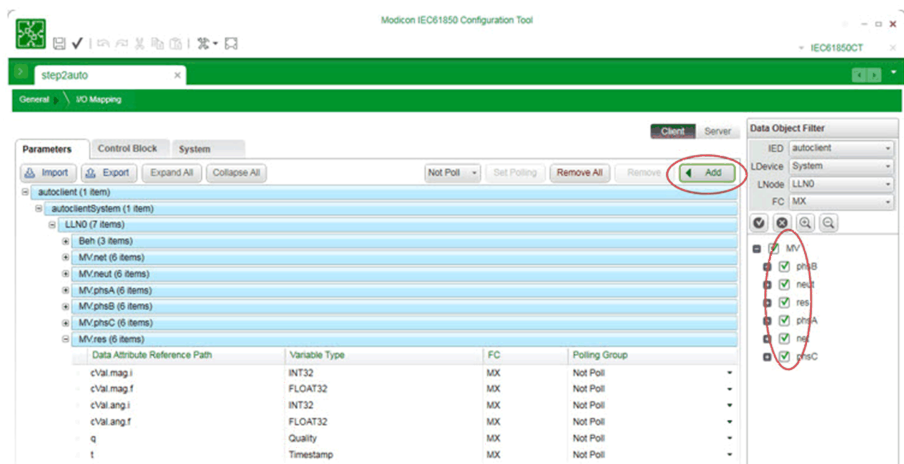 Modicon IEC61850 Configuration Tool
IEC61850CT
step2auto
General I/O Mapping
Client Server
Parameters Control Block System
Import Export Expand All Collapse All Not Poll Set Polling Remove All Remove Add
autoclient (1 item)
autoclientSystem (1 item)
LLN0 (7 items)
Beh (3 items)
MV.net (6 items)
MV.neut (6 items)
MV.phsA (6 items)
MV.phsB (6 items)
MV.phsC (6 items)
MV.res (6 items)
Data Attribute Reference Path Variable Type FC Polling Group
cVal.mag.i INT32 MX Not Poll
cVal.mag.f FLOAT32 MX Not Poll
cVal.ang.i INT32 MX Not Poll
cVal.ang.f FLOAT32 MX Not Poll
q Quality MX Not Poll
t Timestamp MX Not Poll
Data Object Filter
IED autoclient
LDevice System
LNode LLN0
FC MX
MV
phsB
neut
res
phsA
net
phsC